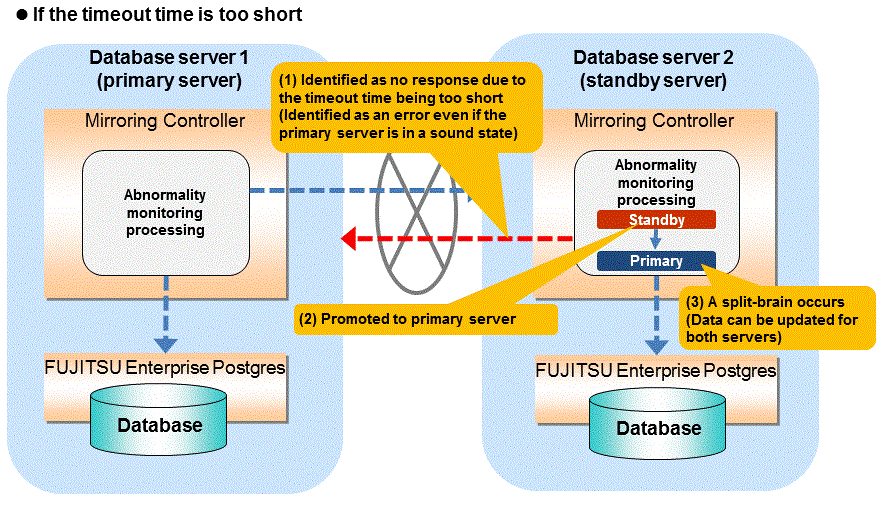 ● If the timeout time is too short
Database server 1
(primary server)
Database server 2
(standby server)
(1) Identified as no response due to
the timeout time being too short
(Identified as an error even if the
primary server is in a sound state)
Mirroring Controller
Mirroring Controller
Abnormality
monitoring
processing
Abnormality
monitoring
processing
Standby
Primary
(2) Promoted to primary server
(3) A split-brain occurs
(Data can be updated for
both servers)
FUJITSU Enterprise Postgres
FUJITSU Enterprise Postgres
Database
Database